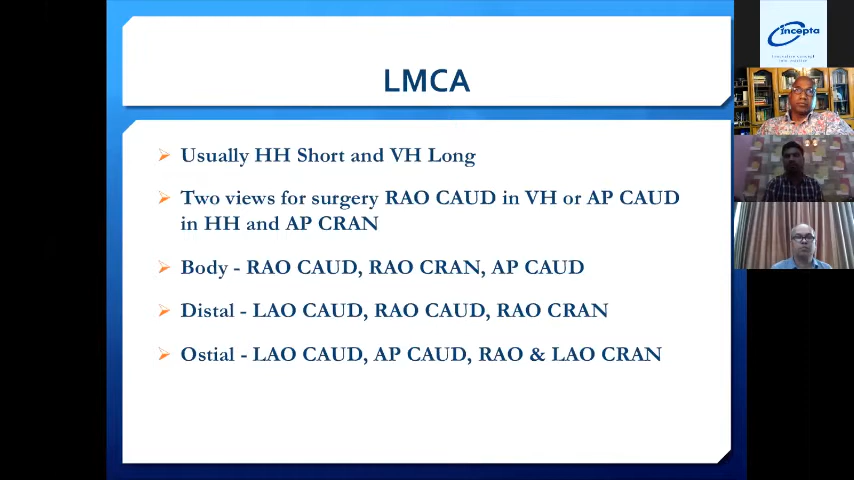 LMCA
Usually HH Short and VH Long
Two views for surgery RAO CAUD in VH or AP CAUD
in HH and AP CRAN
Body - RAO CAUD, RAO CRAN, AP CAUD
Distal - LAO CAUD, RAO CAUD, RAO CRAN
Ostial - LAO CAUD, AP CAUD, RAO & LAO CRAN
incepta